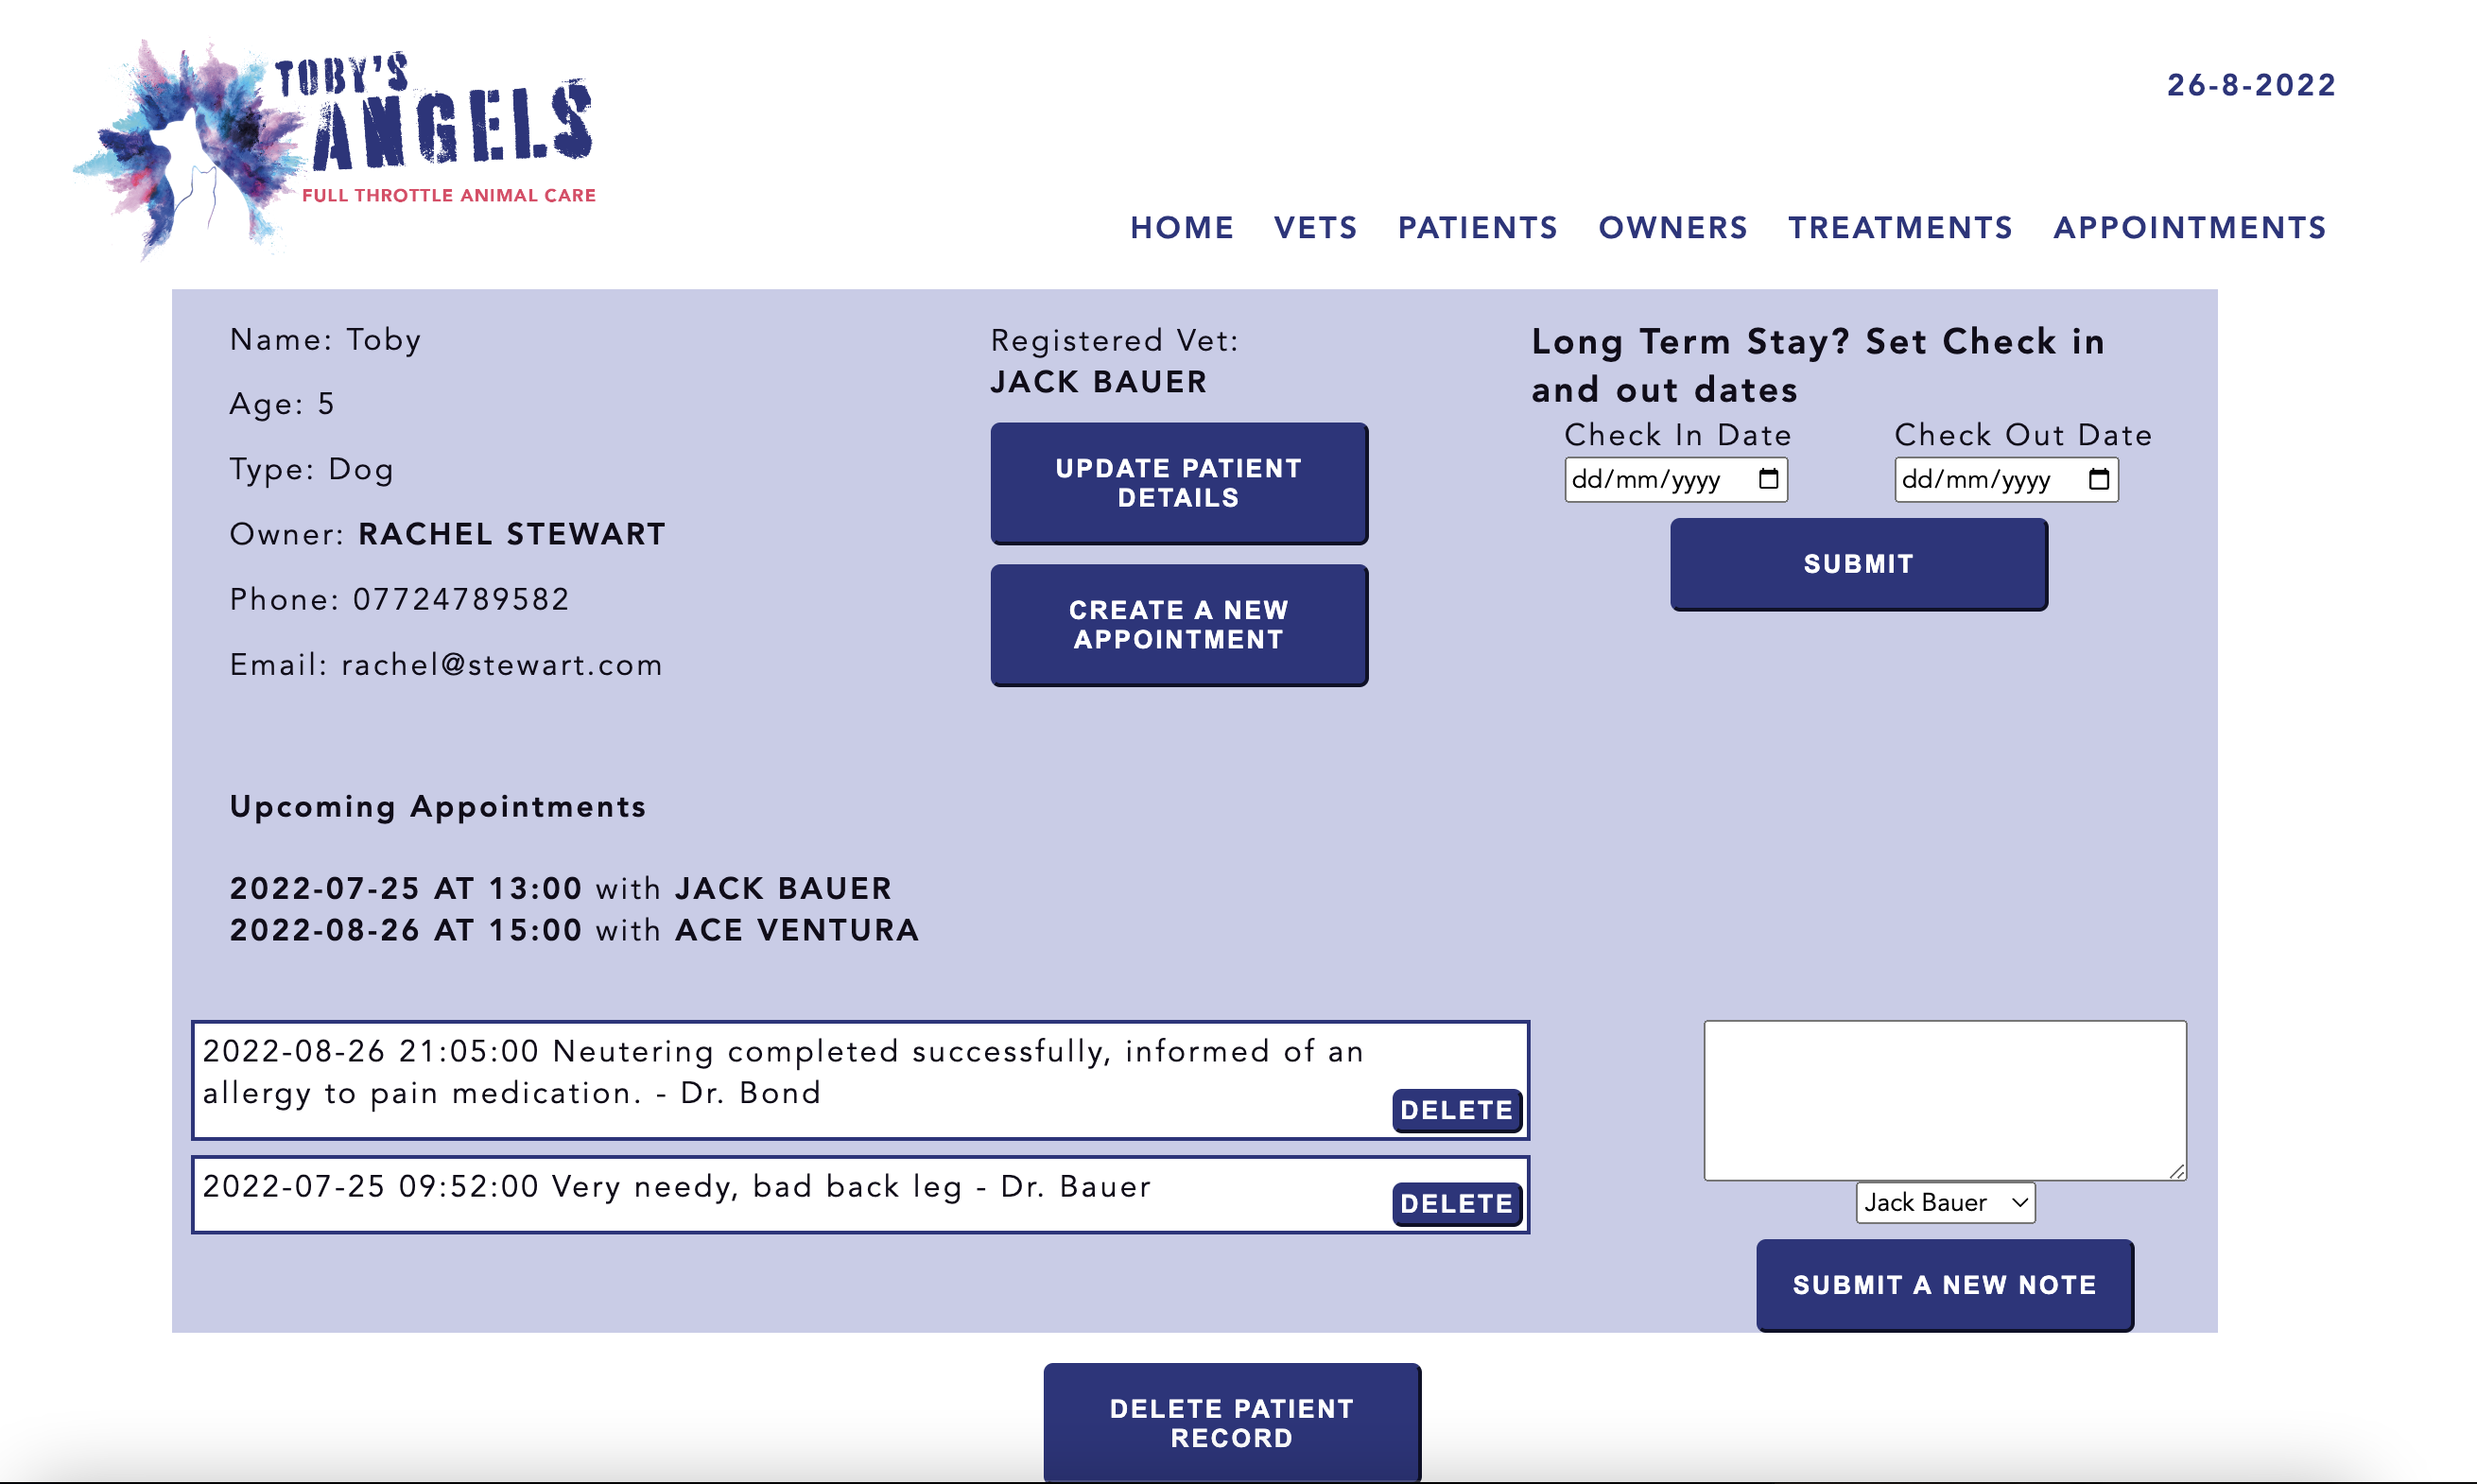 TOBY'S
ANGELS
FULL THROTTLE ANIMAL CARE
26-8-2022
HOME VETS PATIENTS OWNERS TREATMENTS APPOINTMENTS
Name: Toby
Age: 5
Type: Dog
Owner: RACHEL STEWART
Phone: 07724789582
Email: rachel@stewart.com
Registered Vet:
JACK BAUER
UPDATE PATIENT
DETAILS
CREATE A NEW
APPOINTMENT
Long Term Stay? Set Check in
and out dates
Check In Date Check Out Date
dd/mm/yyyy dd/mm/yyyy
SUBMIT
Upcoming Appointments
2022-07-25 AT 13:00 with JACK BAUER
2022-08-26 AT 15:00 with ACE VENTURA
2022-08-26 21:05:00 Neutering completed successfully, informed of an
allergy to pain medication. - Dr. Bond
DELETE
2022-07-25 09:52:00 Very needy, bad back leg - Dr. Bauer
DELETE
Jack Bauer
SUBMIT A NEW NOTE
DELETE PATIENT
RECORD